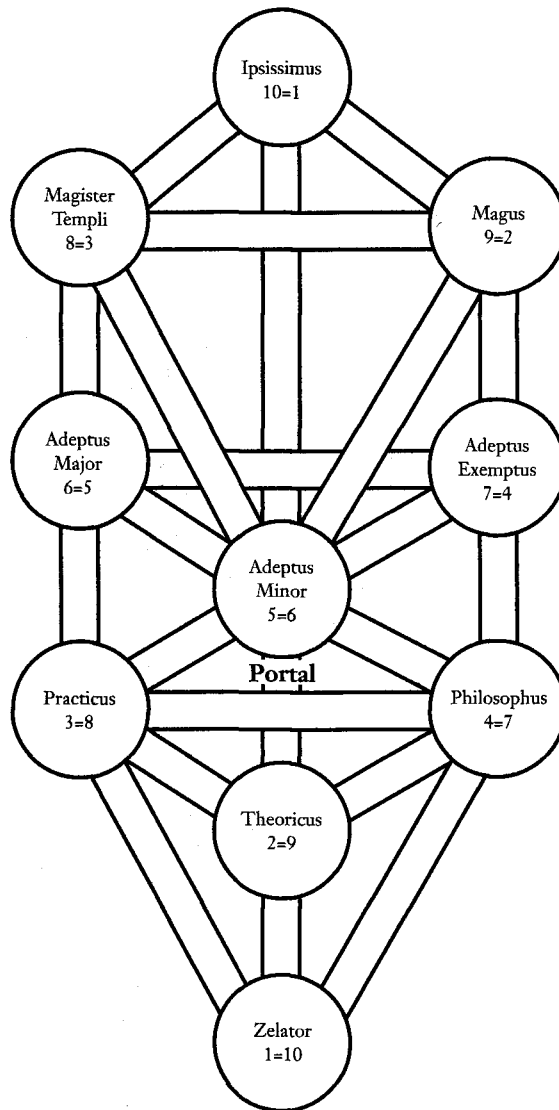 Ipsissimus
10=1
Magister
Templi
8=3
Magus
9=2
Adeptus
Major
6=5
Adeptus
Exemptus
7=4
Adeptus
Minor
5=6
Portal
Practicus
3=8
Philosophus
4=7
Theoricus
2=9
Zelator
1=10